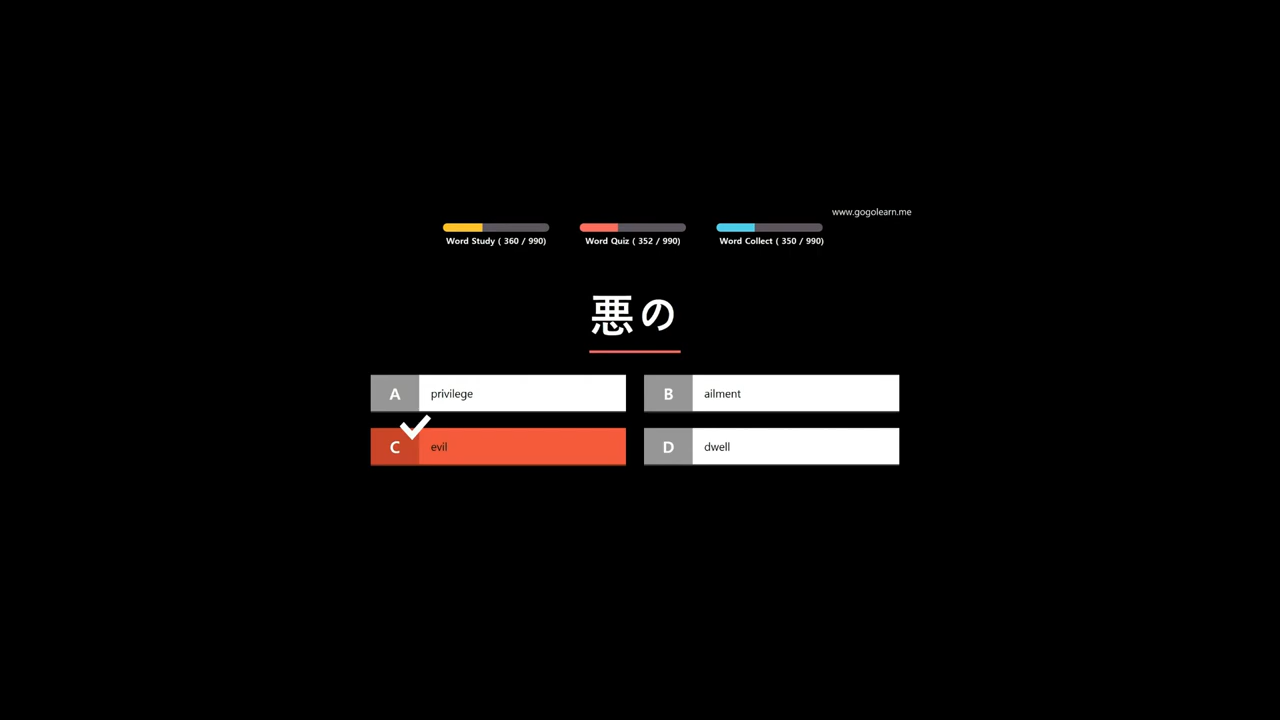 www.gogolearn.me
Word Study ( 360 / 990)
Word Quiz ( 352 / 990)
Word Collect ( 350 / 990)
悪の
A privilege
B ailment
C evil
D dwell